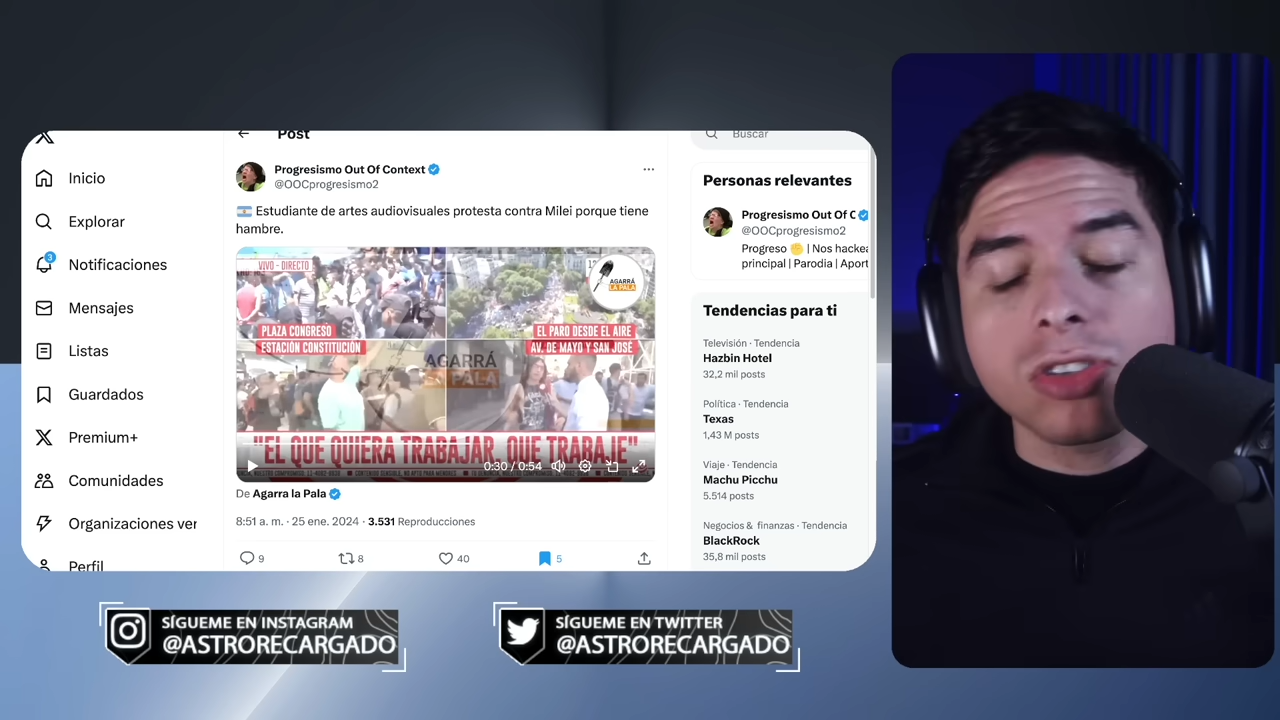 Post
Buscar
Inicio
Explorar
3
Notificaciones
Mensajes
Listas
Guardados
Premium+
Comunidades
Organizaciones ver
Perfil
Progresismo Out Of Context
@OOCprogresismo2
🇦🇷 Estudiante de artes audiovisuales protesta contra Milei porque tiene
hambre.
VIVO - DIRECTO
AGARRÁ
LA PALA
PLAZA CONGRESO
EL PARO DESDE EL AIRE
ESTACIÓN CONSTITUCIÓN
AV. DE MAYO Y SAN JOSÉ
AGARRÁ
LA PALA
"EL QUE QUIERA TRABAJAR, QUE TRABAJE"
0:30 / 0:54
De Agarra la Pala
8:51 a. m. · 25 ene. 2024 · 3.531 Reproducciones
9
8
40
5
Personas relevantes
Progresismo Out Of C
@OOCprogresismo2
Progreso ✊ | Nos hackea
principal | Parodia | Aport
Tendencias para ti
Televisión · Tendencia
Hazbin Hotel
32,2 mil posts
Política · Tendencia
Texas
1,43 M posts
Viaje · Tendencia
Machu Picchu
5.514 posts
Negocios & finanzas · Tendencia
BlackRock
35,8 mil posts
SÍGUEME EN INSTAGRAM
@ASTRORECARGADO
SÍGUEME EN TWITTER
@ASTRORECARGADO